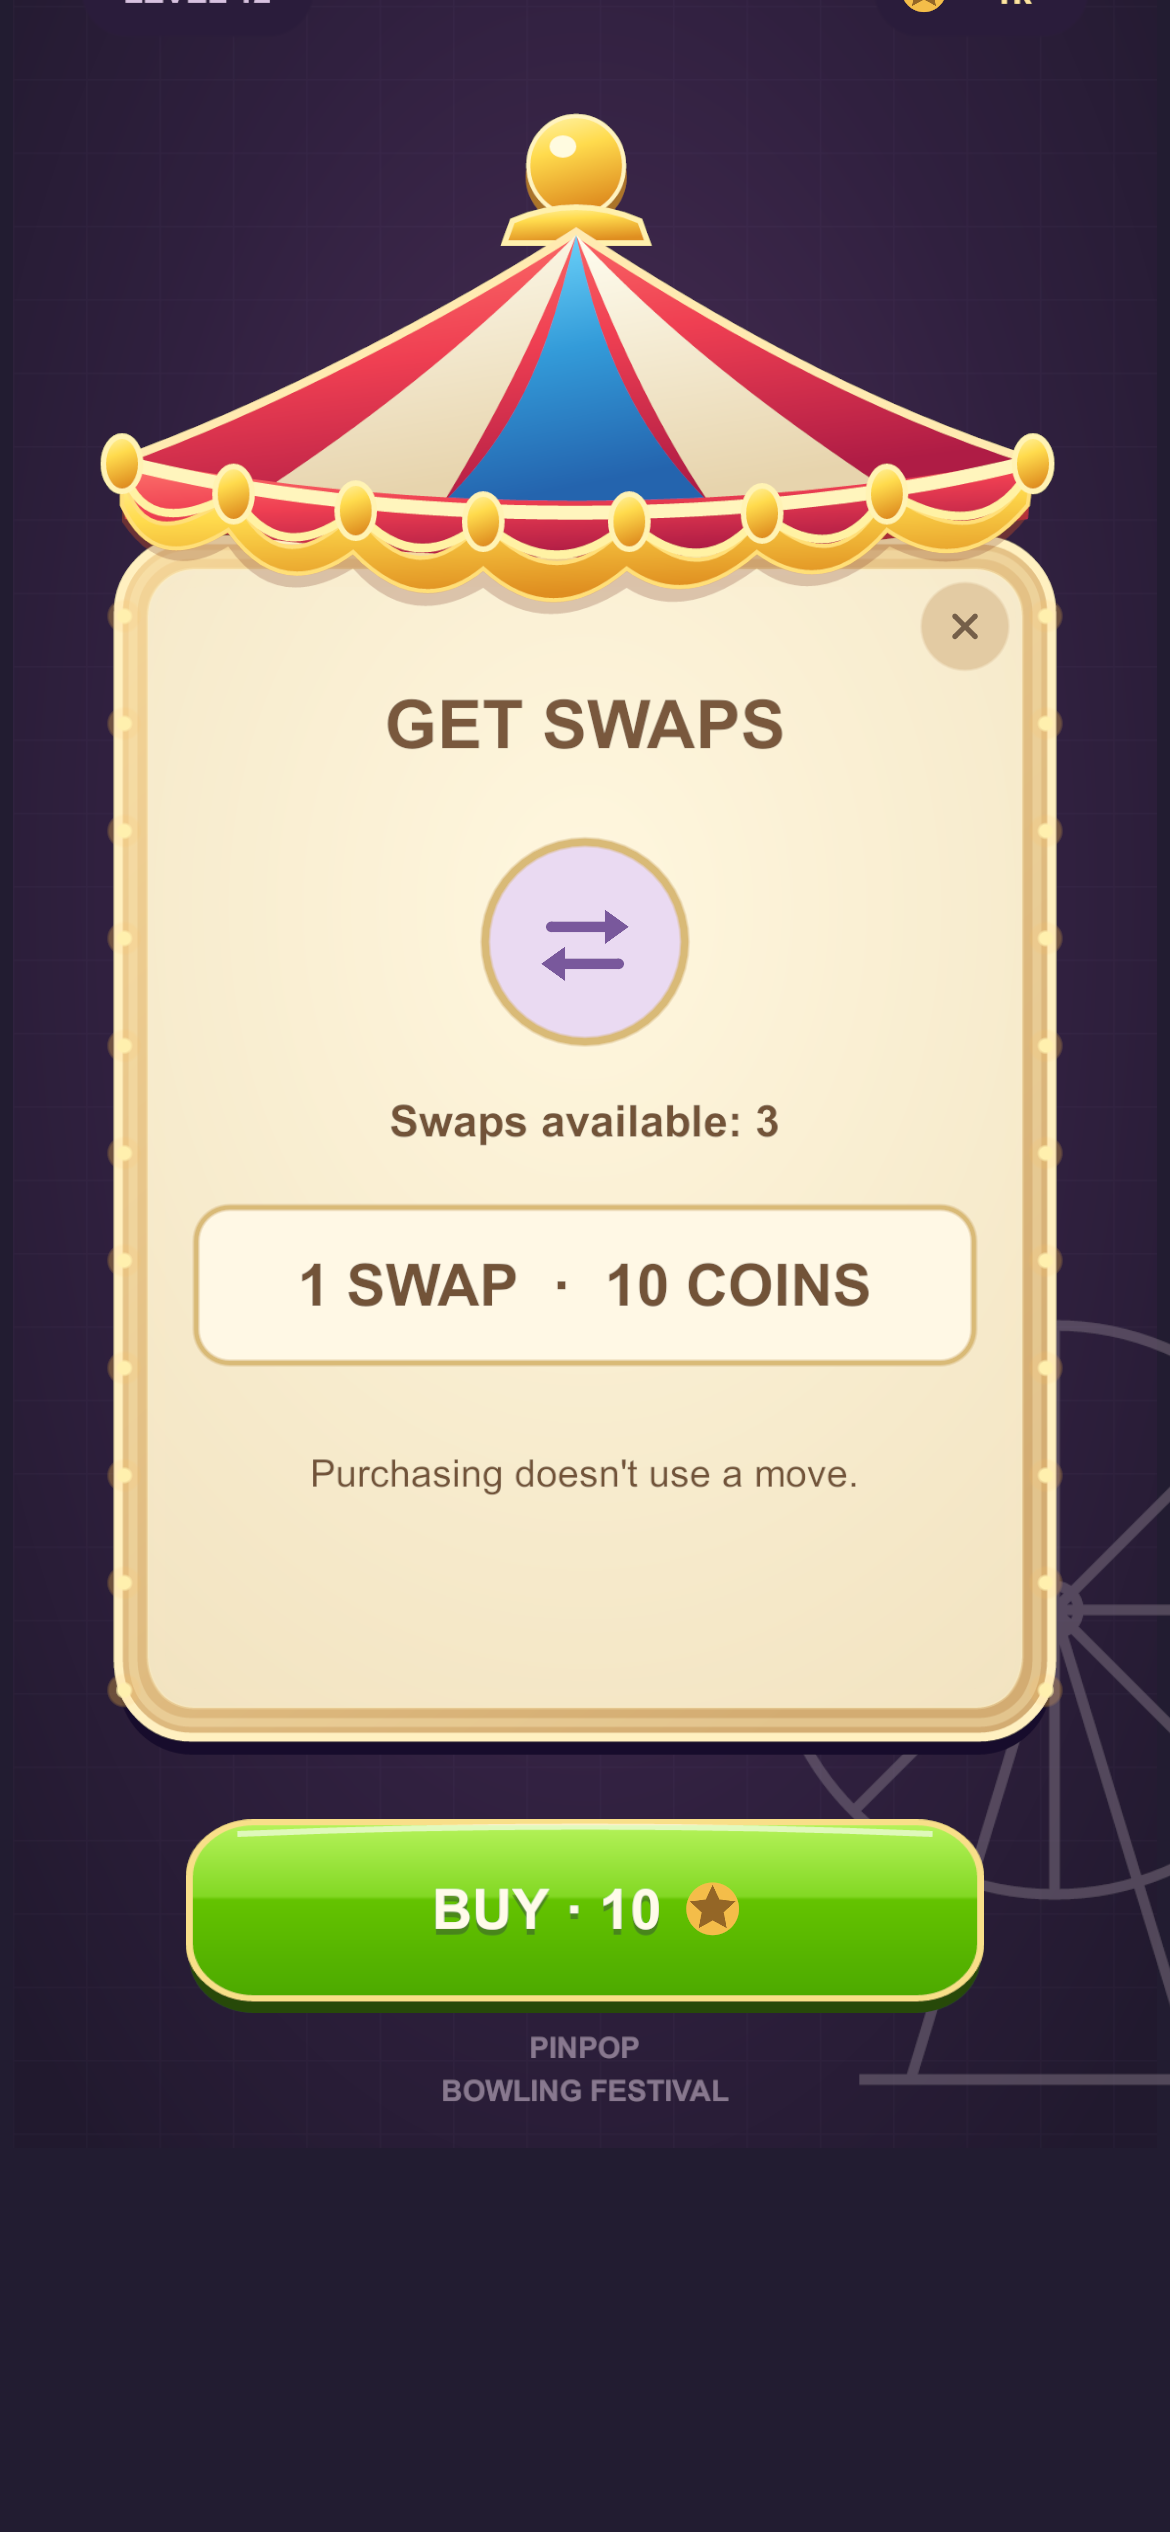 GET SWAPS
Swaps available: 3
1 SWAP · 10 COINS
Purchasing doesn't use a move.
BUY · 10
PINPOP
BOWLING FESTIVAL